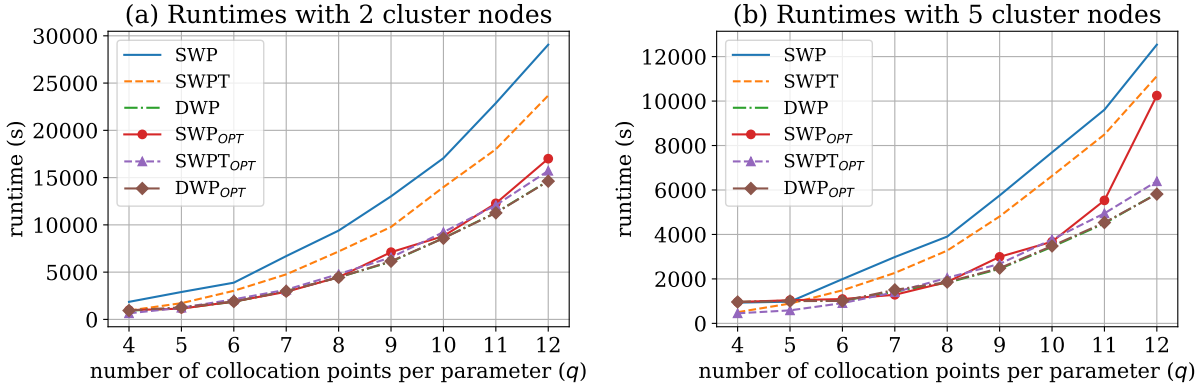 (a) Runtimes with 2 cluster nodes
30000
25000
20000
15000
10000
5000
0
runtime (s)
SWP
SWPT
DWP
SWP_OPT
SWPT_OPT
DWP_OPT
4 5 6 7 8 9 10 11 12
number of collocation points per parameter (q)
(b) Runtimes with 5 cluster nodes
12000
10000
8000
6000
4000
2000
0
runtime (s)
SWP
SWPT
DWP
SWP_OPT
SWPT_OPT
DWP_OPT
4 5 6 7 8 9 10 11 12
number of collocation points per parameter (q)